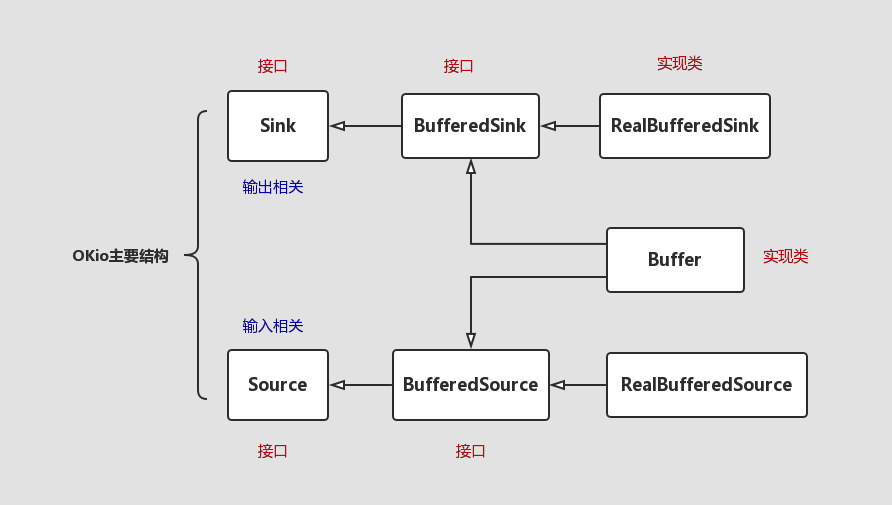 接口
接口
实现类
Sink
BufferedSink
RealBufferedSink
输出相关
OKio主要结构
Buffer
实现类
输入相关
Source
BufferedSource
RealBufferedSource
接口
接口